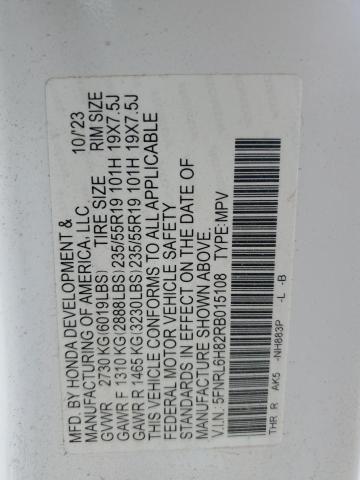 MFD. BY HONDA DEVELOPMENT & 10/'23
MANUFACTURING OF AMERICA, LLC.
GVWR 2730 KG(6019LBS) TIRE SIZE RIM SIZE
GAWR F 1310 KG(2888LBS)235/55R19 101H 19X7.5J
GAWR R 1465 KG(3230LBS)235/55R19 101H 19X7.5J
THIS VEHICLE CONFORMS TO ALL APPLICABLE
FEDERAL MOTOR VEHICLE SAFETY
STANDARDS IN EFFECT ON THE DATE OF
MANUFACTURE SHOWN ABOVE.
V.I.N.: 5FNRL6H82RB015108 TYPE: MPV
THR R AK5 -NH883P -L -B